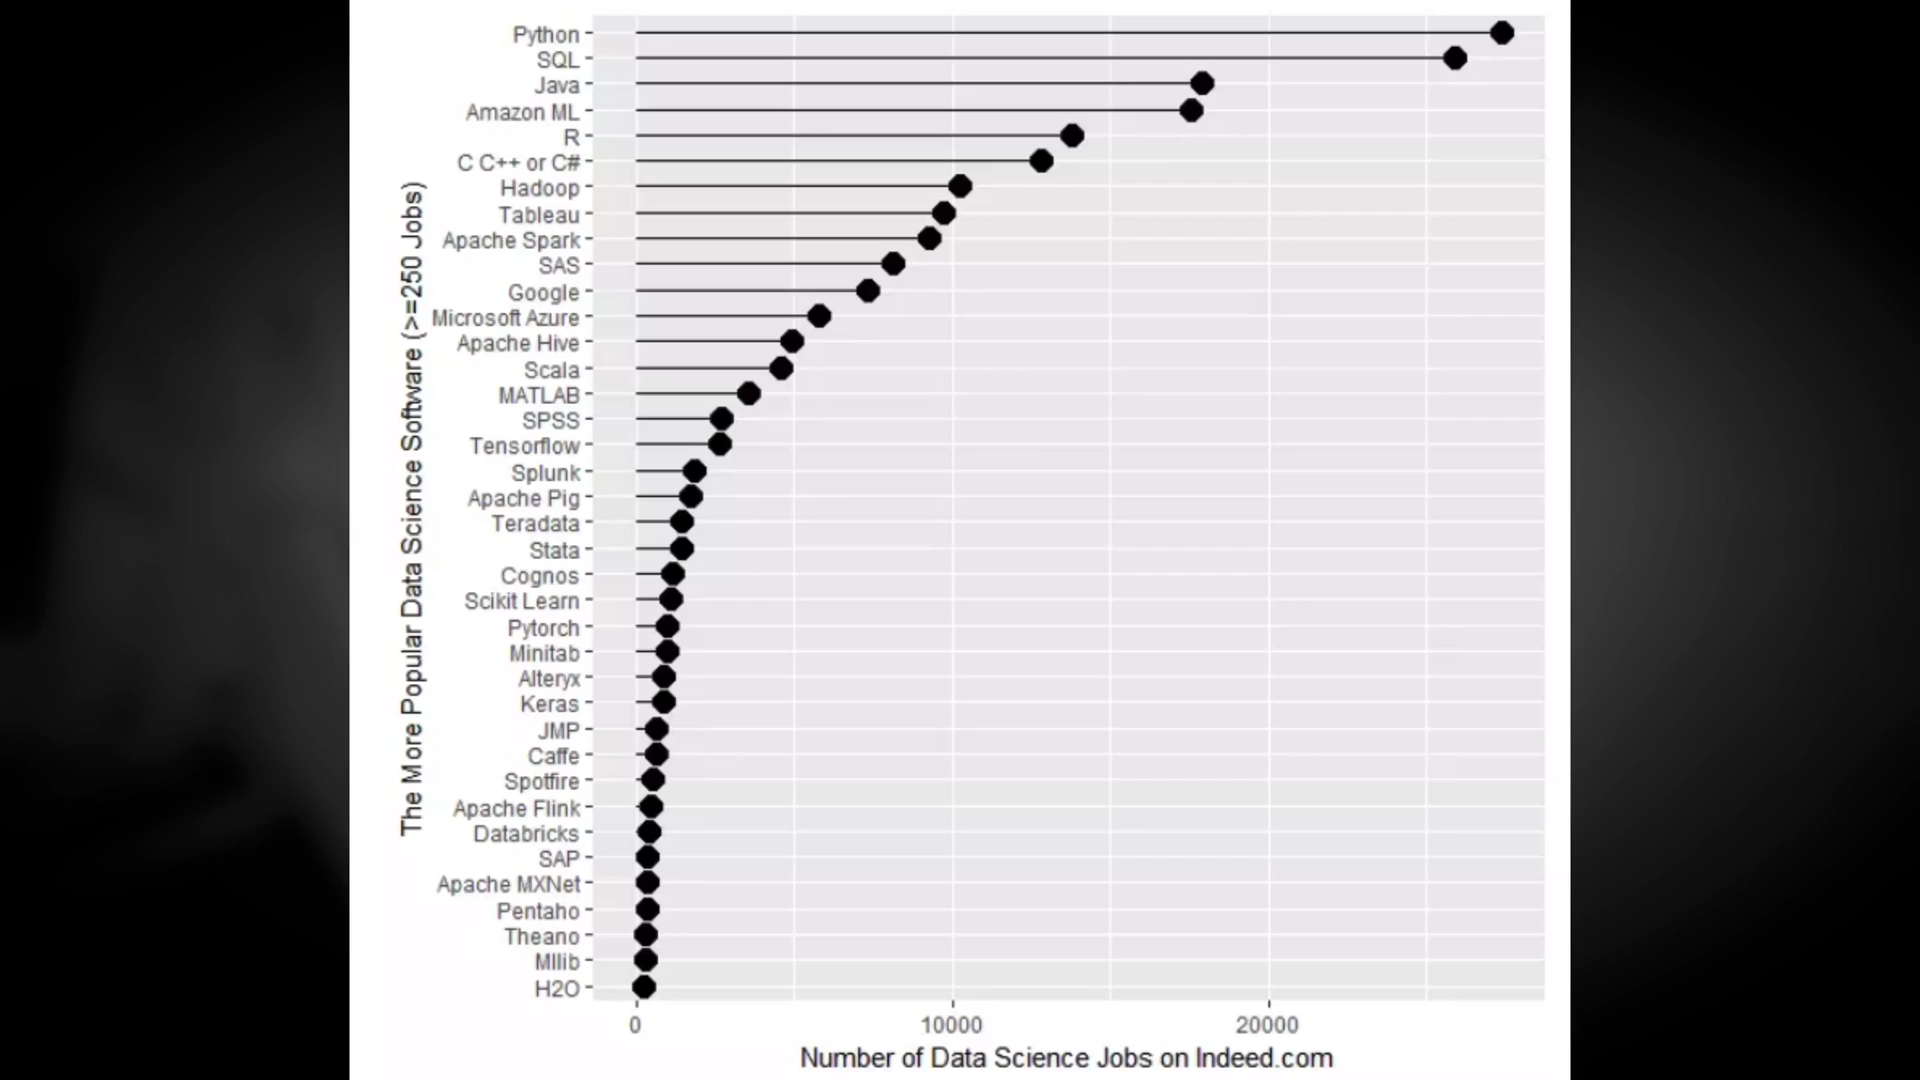 The More Popular Data Science Software (>=250 Jobs)
Python
SQL
Java
Amazon ML
R
C C++ or C#
Hadoop
Tableau
Apache Spark
SAS
Google
Microsoft Azure
Apache Hive
Scala
MATLAB
SPSS
Tensorflow
Splunk
Apache Pig
Teradata
Stata
Cognos
Scikit Learn
Pytorch
Minitab
Alteryx
Keras
JMP
Caffe
Spotfire
Apache Flink
Databricks
SAP
Apache MXNet
Pentaho
Theano
Mllib
H2O
0 10000 20000
Number of Data Science Jobs on Indeed.com